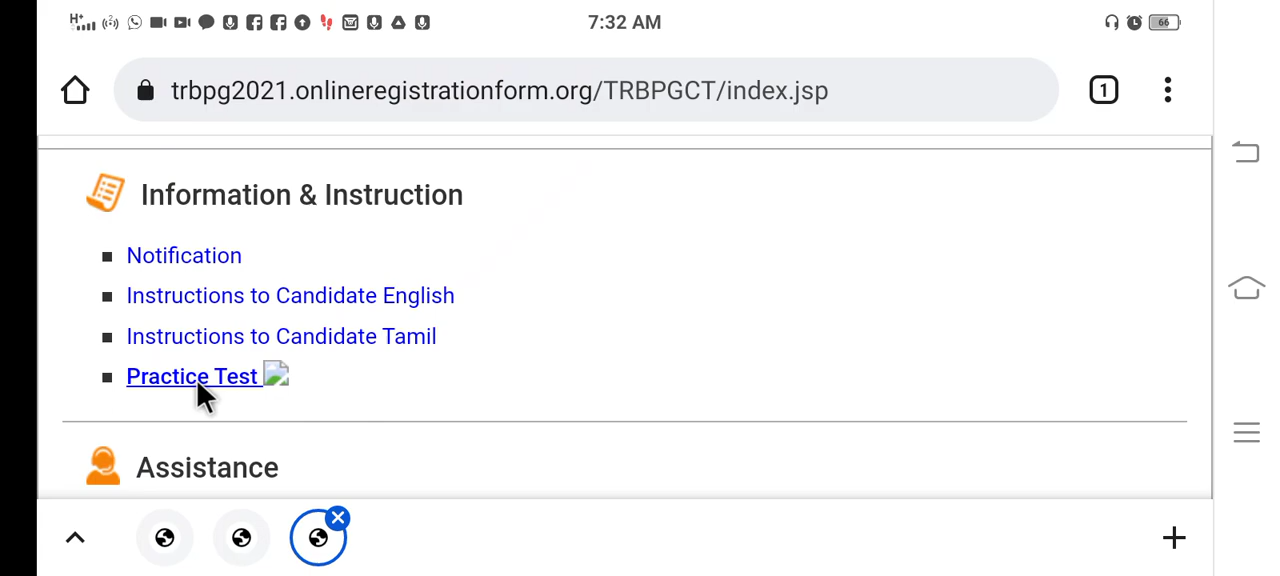 7:32 AM
66
trbpg2021.onlineregistrationform.org/TRBPGCT/index.jsp
1
Information & Instruction
Notification
Instructions to Candidate English
Instructions to Candidate Tamil
Practice Test
Assistance